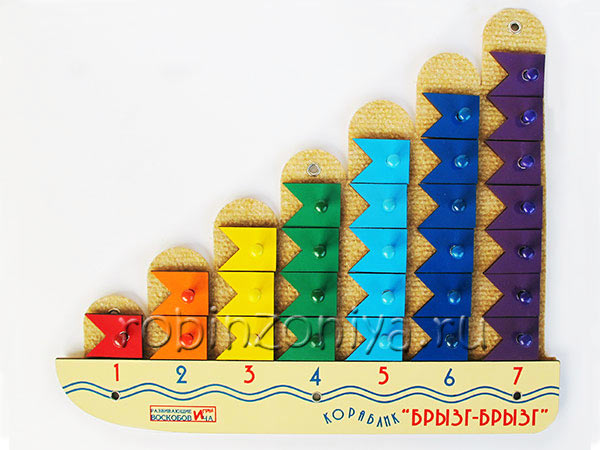 robinzoniya.ru
1 2 3 4 5 6 7
РАЗВИВАЮЩИЕ ИГРЫ
ВОСКОБОВИЧА
КОРАБЛИК "БРЫЗГ-БРЫЗГ"